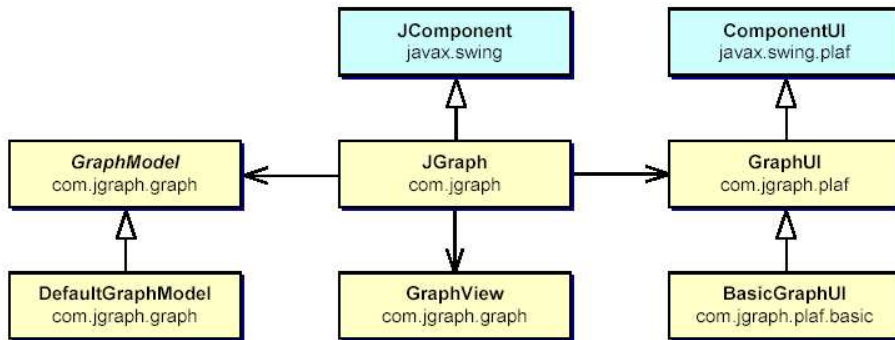 JComponent
javax.swing
ComponentUI
javax.swing.plaf
GraphModel
com.jgraph.graph
JGraph
com.jgraph
GraphUI
com.jgraph.plaf
DefaultGraphModel
com.jgraph.graph
GraphView
com.jgraph.graph
BasicGraphUI
com.jgraph.plaf.basic